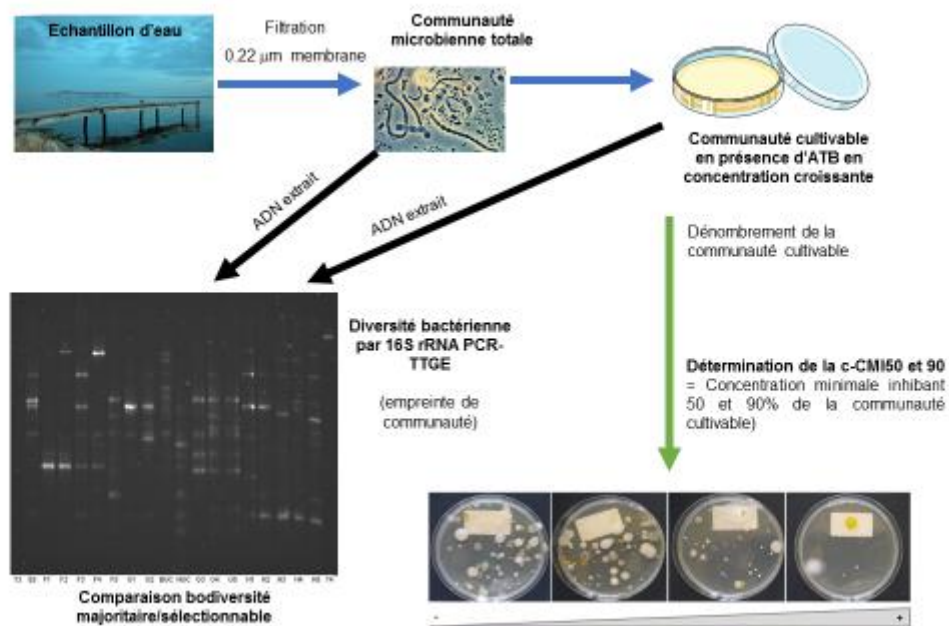 Echantillon d'eau
Filtration
0.22 µm membrane
Communauté
microbienne totale
Communauté cultivable
en présence d'ATB en
concentration croissante
ADN extrait
ADN extrait
Dénombrement de la
communauté cultivable
Diversité bactérienne
par 16S rRNA PCR-
TTGE
(empreinte de
communauté)
Détermination de la c-CMI50 et 90
= Concentration minimale inhibant
50 et 90% de la communauté
cultivable)
Comparaison bodiversité
majoritaire/sélectionnable
- +